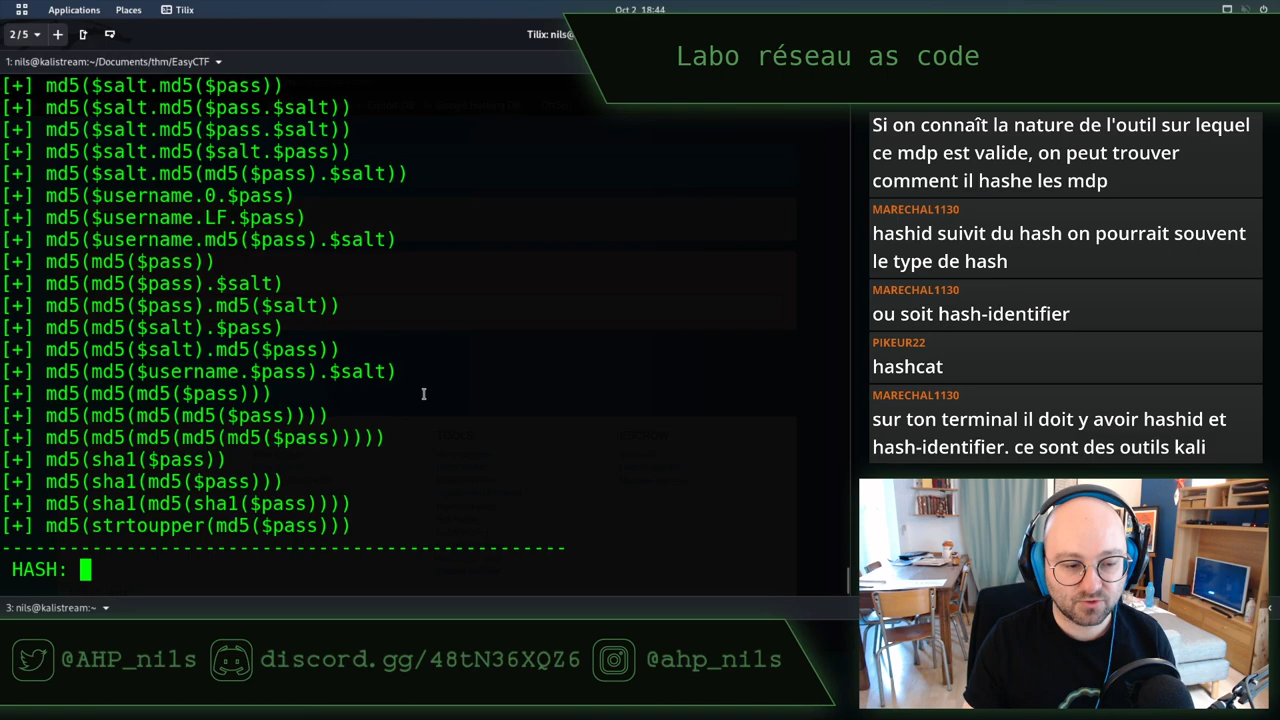 Applications Places Tilix
Oct 2 18:44
2/5
Tilix: nils@
1: nils@kalistream:~/Documents/thm/EasyCTF
Labo réseau as code
[+] md5($salt.md5($pass))
[+] md5($salt.md5($pass.$salt))
[+] md5($salt.md5($pass.$salt))
[+] md5($salt.md5($salt.$pass))
[+] md5($salt.md5(md5($pass).$salt))
[+] md5($username.0.$pass)
[+] md5($username.LF.$pass)
[+] md5($username.md5($pass).$salt)
[+] md5(md5($pass))
[+] md5(md5($pass).$salt)
[+] md5(md5($pass).md5($salt))
[+] md5(md5($salt).$pass)
[+] md5(md5($salt).md5($pass))
[+] md5(md5($username.$pass).$salt)
[+] md5(md5(md5($pass)))
[+] md5(md5(md5(md5($pass))))
[+] md5(md5(md5(md5(md5($pass)))))
[+] md5(sha1($pass))
[+] md5(sha1(md5($pass)))
[+] md5(sha1(md5(sha1($pass))))
[+] md5(strtoupper(md5($pass)))
--------------------------------------------------
HASH:
3: nils@kalistream:~
Si on connaît la nature de l'outil sur lequel
ce mdp est valide, on peut trouver
comment il hashe les mdp
MARECHAL1130
hashid suivit du hash on pourrait souvent
le type de hash
MARECHAL1130
ou soit hash-identifier
PIKEUR22
hashcat
MARECHAL1130
sur ton terminal il doit y avoir hashid et
hash-identifier. ce sont des outils kali
@AHP_nils discord.gg/48tN36XQZ6 @ahp_nils